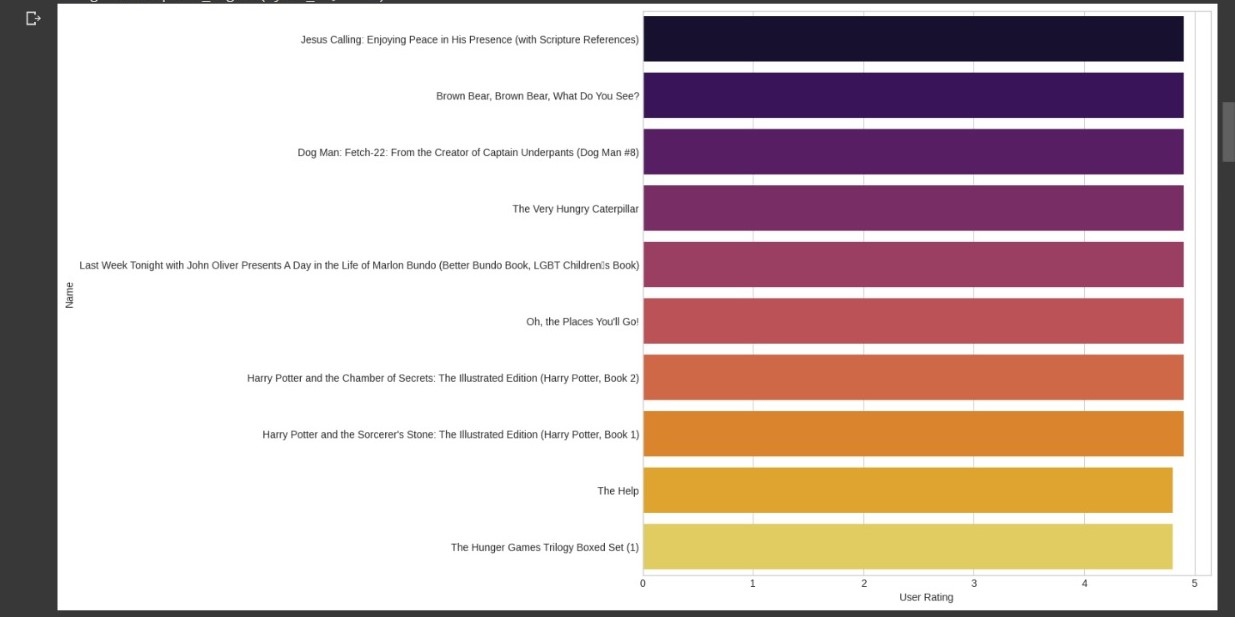 Jesus Calling: Enjoying Peace in His Presence (with Scripture References)
Brown Bear, Brown Bear, What Do You See?
Dog Man: Fetch-22: From the Creator of Captain Underpants (Dog Man #8)
The Very Hungry Caterpillar
Last Week Tonight with John Oliver Presents A Day in the Life of Marlon Bundo (Better Bundo Book, LGBT Children▯s Book)
Name
Oh, the Places You'll Go!
Harry Potter and the Chamber of Secrets: The Illustrated Edition (Harry Potter, Book 2)
Harry Potter and the Sorcerer's Stone: The Illustrated Edition (Harry Potter, Book 1)
The Help
The Hunger Games Trilogy Boxed Set (1)
0 1 2 3 4 5
User Rating